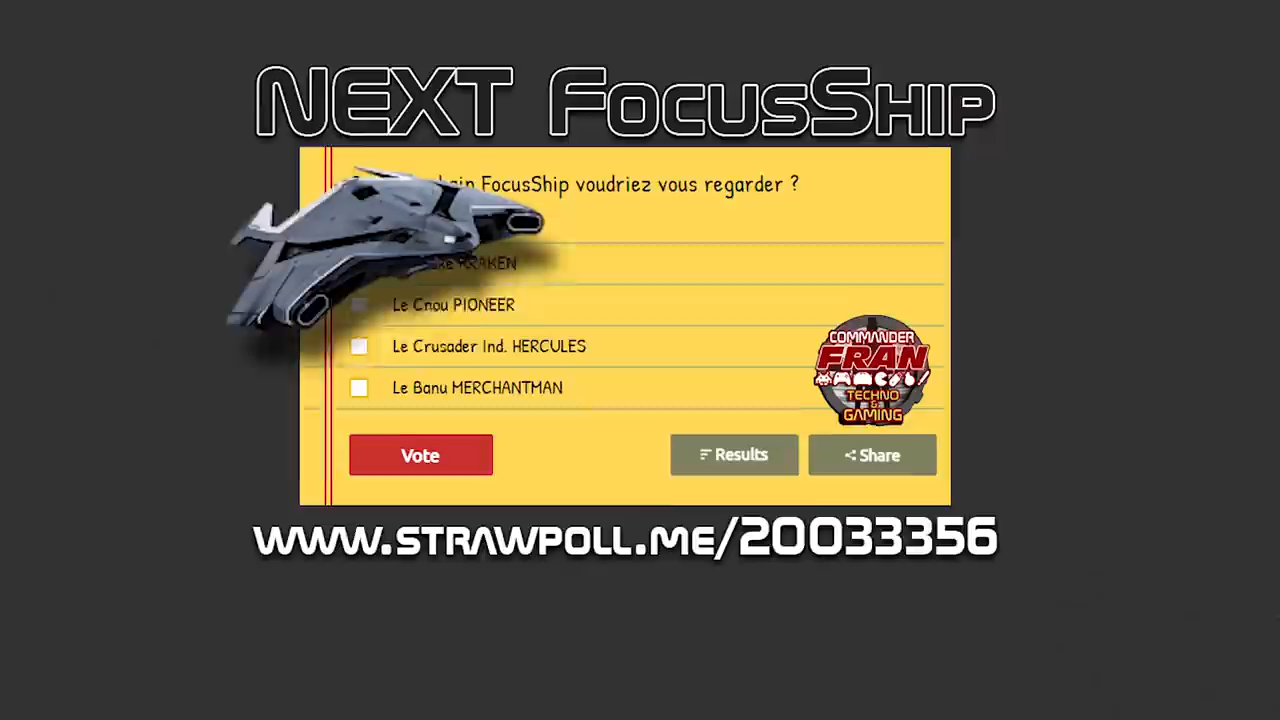 NEXT FocusShip
FocusShip voudriez vous regarder ?
KRAKEN
Le Cnou PIONEER
Le Crusader Ind. HERCULES
Le Banu MERCHANTMAN
COMMANDER
FRAN
TECHNO
&
GAMING
Vote
Results
Share
www.strawpoll.me/20033356